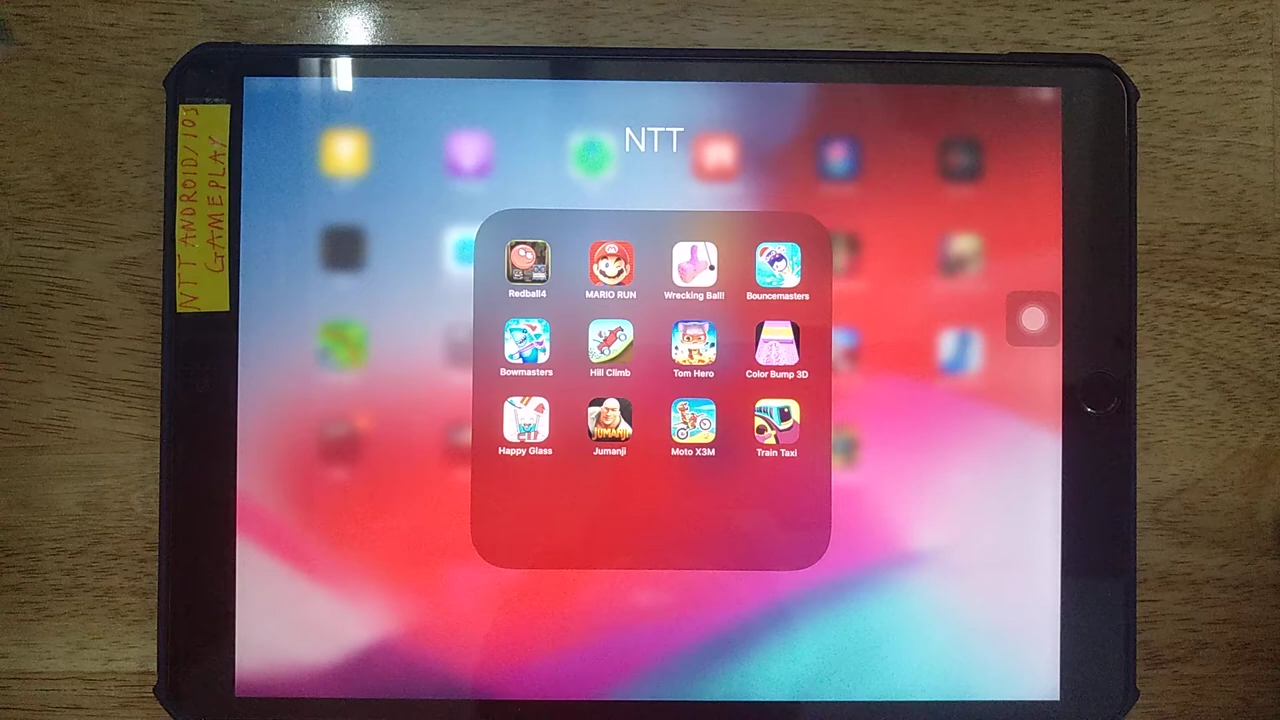 NTT ANDROID/IOS
GAMEPLAY
NTT
Redball4
MARIO RUN
Wrecking Ball!
Bouncemasters
Bowmasters
Hill Climb
Tom Hero
Color Bump 3D
JUMANJI
Happy Glass
Jumanji
Moto X3M
Train Taxi